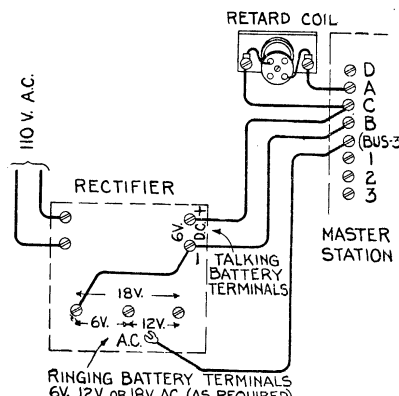 RETARD COIL
D
A
C
B
(BUS-3
1
2
3
MASTER
STATION
110 V. A.C.
RECTIFIER
+
6V.
D.C.
-
TALKING
BATTERY
TERMINALS
18V.
6V. 12V.
A.C.
RINGING BATTERY TERMINALS
6V, 12V OR 18V. AC (AS REQUIRED)